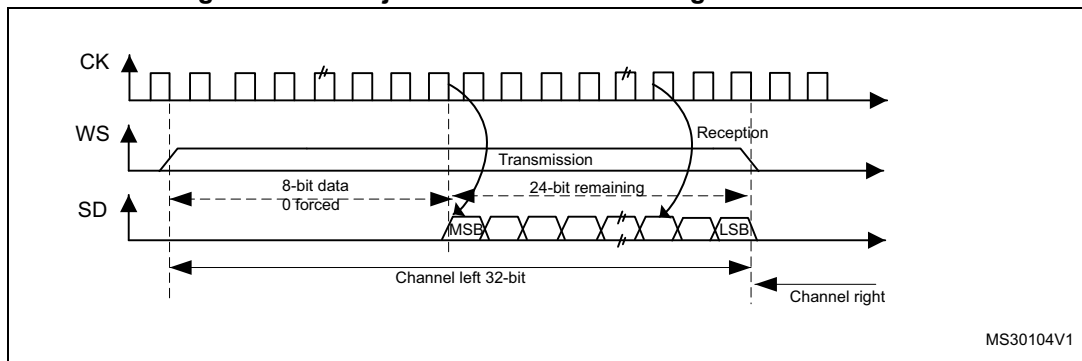 CK
WS
Reception
Transmission
8-bit data
0 forced
24-bit remaining
SD
MSB
LSB
Channel left 32-bit
Channel right
MS30104V1